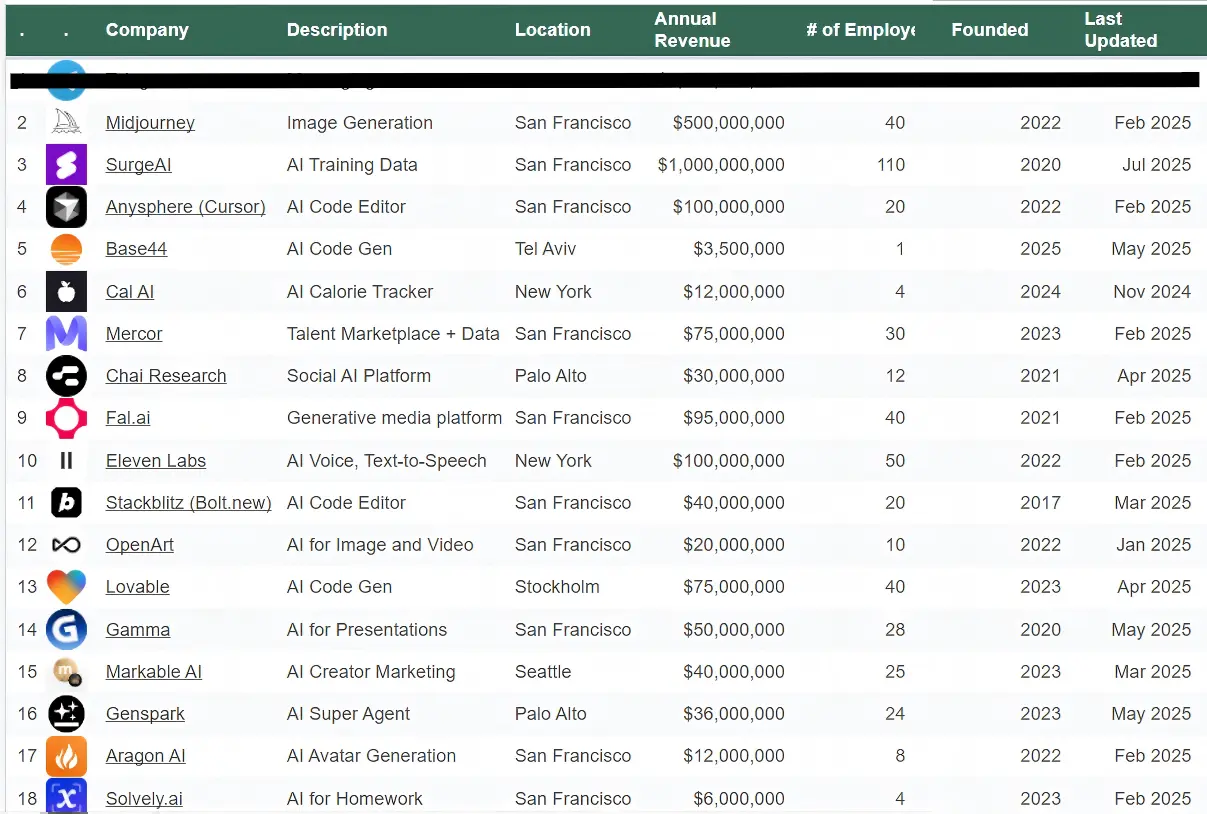 . . Company Description Location Annual Revenue # of Employe Founded Last Updated
2 Midjourney Image Generation San Francisco $500,000,000 40 2022 Feb 2025
3 SurgeAI AI Training Data San Francisco $1,000,000,000 110 2020 Jul 2025
4 Anysphere (Cursor) AI Code Editor San Francisco $100,000,000 20 2022 Feb 2025
5 Base44 AI Code Gen Tel Aviv $3,500,000 1 2025 May 2025
6 Cal AI AI Calorie Tracker New York $12,000,000 4 2024 Nov 2024
7 Mercor Talent Marketplace + Data San Francisco $75,000,000 30 2023 Feb 2025
8 Chai Research Social AI Platform Palo Alto $30,000,000 12 2021 Apr 2025
9 Fal.ai Generative media platform San Francisco $95,000,000 40 2021 Feb 2025
10 Eleven Labs AI Voice, Text-to-Speech New York $100,000,000 50 2022 Feb 2025
11 b Stackblitz (Bolt.new) AI Code Editor San Francisco $40,000,000 20 2017 Mar 2025
12 OpenArt AI for Image and Video San Francisco $20,000,000 10 2022 Jan 2025
13 Lovable AI Code Gen Stockholm $75,000,000 40 2023 Apr 2025
14 G Gamma AI for Presentations San Francisco $50,000,000 28 2020 May 2025
15 m Markable AI AI Creator Marketing Seattle $40,000,000 25 2023 Mar 2025
16 Genspark AI Super Agent Palo Alto $36,000,000 24 2023 May 2025
17 Aragon AI AI Avatar Generation San Francisco $12,000,000 8 2022 Feb 2025
18 x Solvely.ai AI for Homework San Francisco $6,000,000 4 2023 Feb 2025